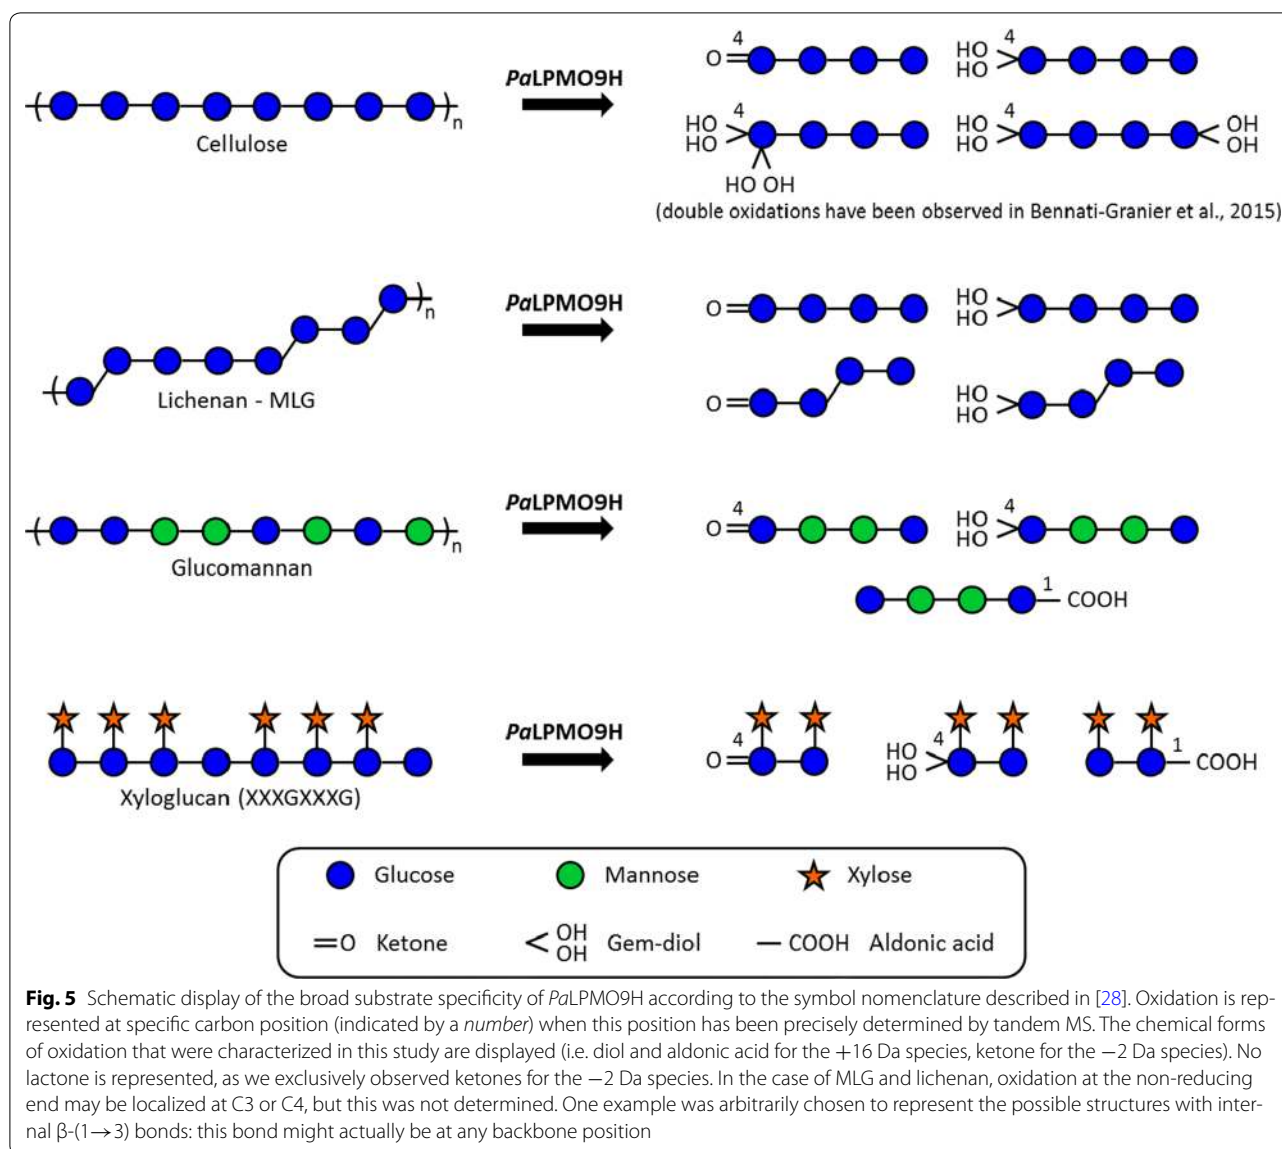 4
O
4
HO
HO
PaLPMO9H
( ) n
Cellulose
4
HO
HO
HO OH
4
HO
HO
OH
OH
(double oxidations have been observed in Bennati-Granier et al., 2015)
PaLPMO9H
( ) n
Lichenan - MLG
O
HO
HO
O
HO
HO
PaLPMO9H
( ) n
Glucomannan
4
O
4
HO
HO
1
COOH
PaLPMO9H
Xyloglucan (XXXGXXXG)
4
O
4
HO
HO
1
COOH
Glucose
Mannose
Xylose
=O Ketone
< OH
OH
Gem-diol
– COOH Aldonic acid
Fig. 5 Schematic display of the broad substrate specificity of PaLPMO9H according to the symbol nomenclature described in [28]. Oxidation is rep-
resented at specific carbon position (indicated by a number) when this position has been precisely determined by tandem MS. The chemical forms
of oxidation that were characterized in this study are displayed (i.e. diol and aldonic acid for the +16 Da species, ketone for the −2 Da species). No
lactone is represented, as we exclusively observed ketones for the −2 Da species. In the case of MLG and lichenan, oxidation at the non-reducing
end may be localized at C3 or C4, but this was not determined. One example was arbitrarily chosen to represent the possible structures with inter-
nal β-(1→3) bonds: this bond might actually be at any backbone position